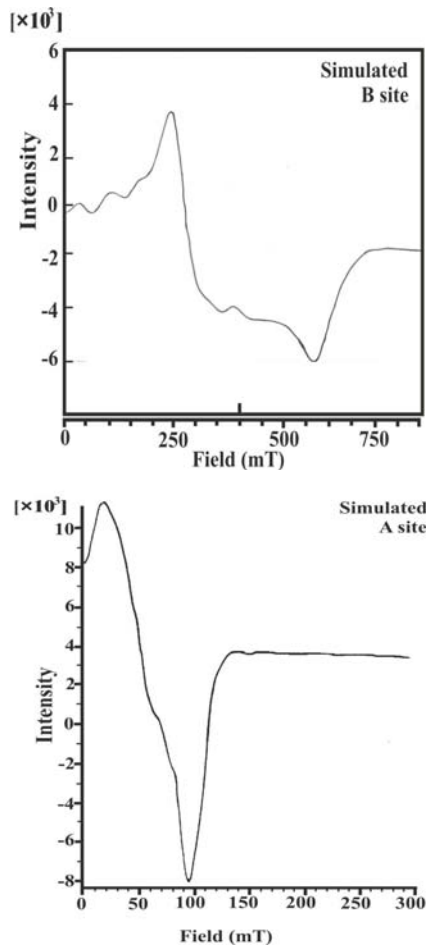 [×10³]
Simulated
B site
6
4
2
0
-2
-4
-6
Intensity
0 250 500 750
Field (mT)
[×10³]
Simulated
A site
10
8
6
4
2
0
-2
-4
-6
-8
Intensity
0 50 100 150 200 250 300
Field (mT)